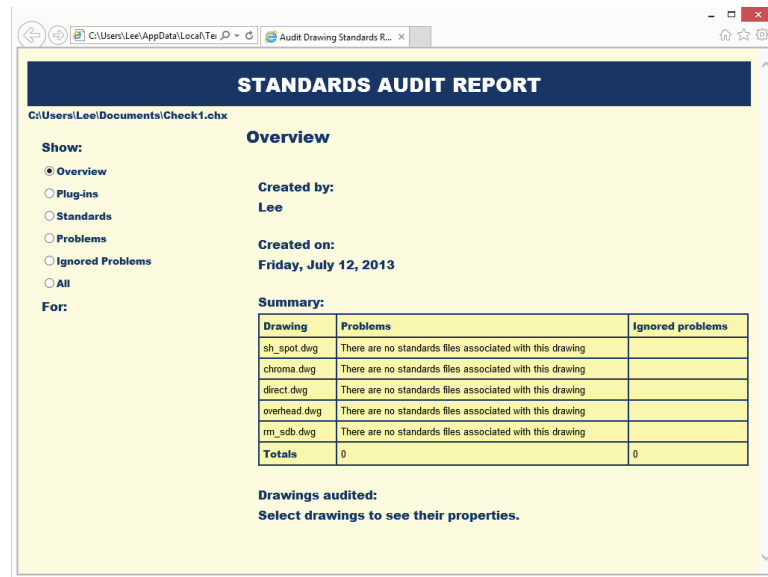 C:\Users\Lee\AppData\Local\Te
Audit Drawing Standards R...
STANDARDS AUDIT REPORT
C:\Users\Lee\Documents\Check1.chx
Show:
Overview
Plug-ins
Standards
Problems
Ignored Problems
All
For:
Overview
Created by:
Lee
Created on:
Friday, July 12, 2013
Summary:
Drawing Problems Ignored problems
sh_spot.dwg There are no standards files associated with this drawing
chroma.dwg There are no standards files associated with this drawing
direct.dwg There are no standards files associated with this drawing
overhead.dwg There are no standards files associated with this drawing
rm_sdb.dwg There are no standards files associated with this drawing
Totals 0 0
Drawings audited:
Select drawings to see their properties.